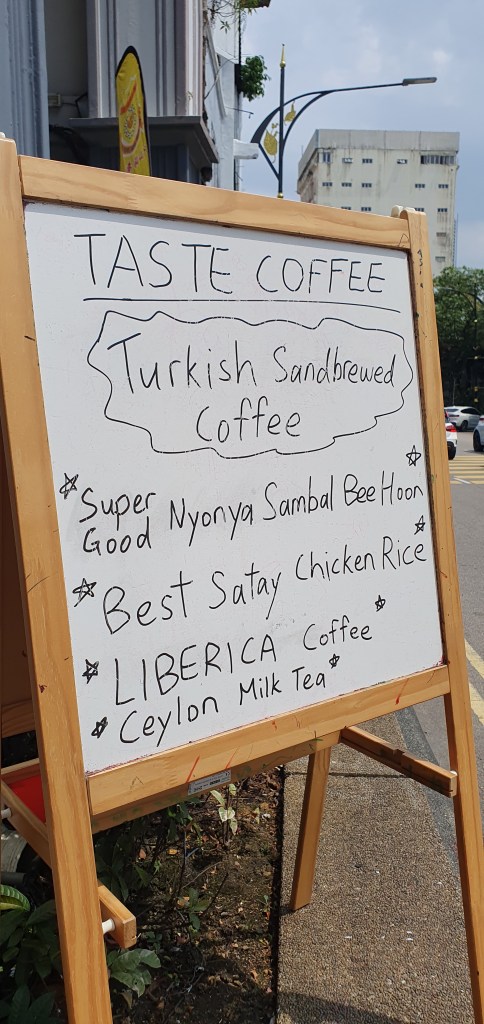 TASTE COFFEE
Turkish Sandbrewed
Coffee
Super Good Nyonya Sambal Bee Hoon
Best Satay Chicken Rice
LIBERICA Coffee
Ceylon Milk Tea